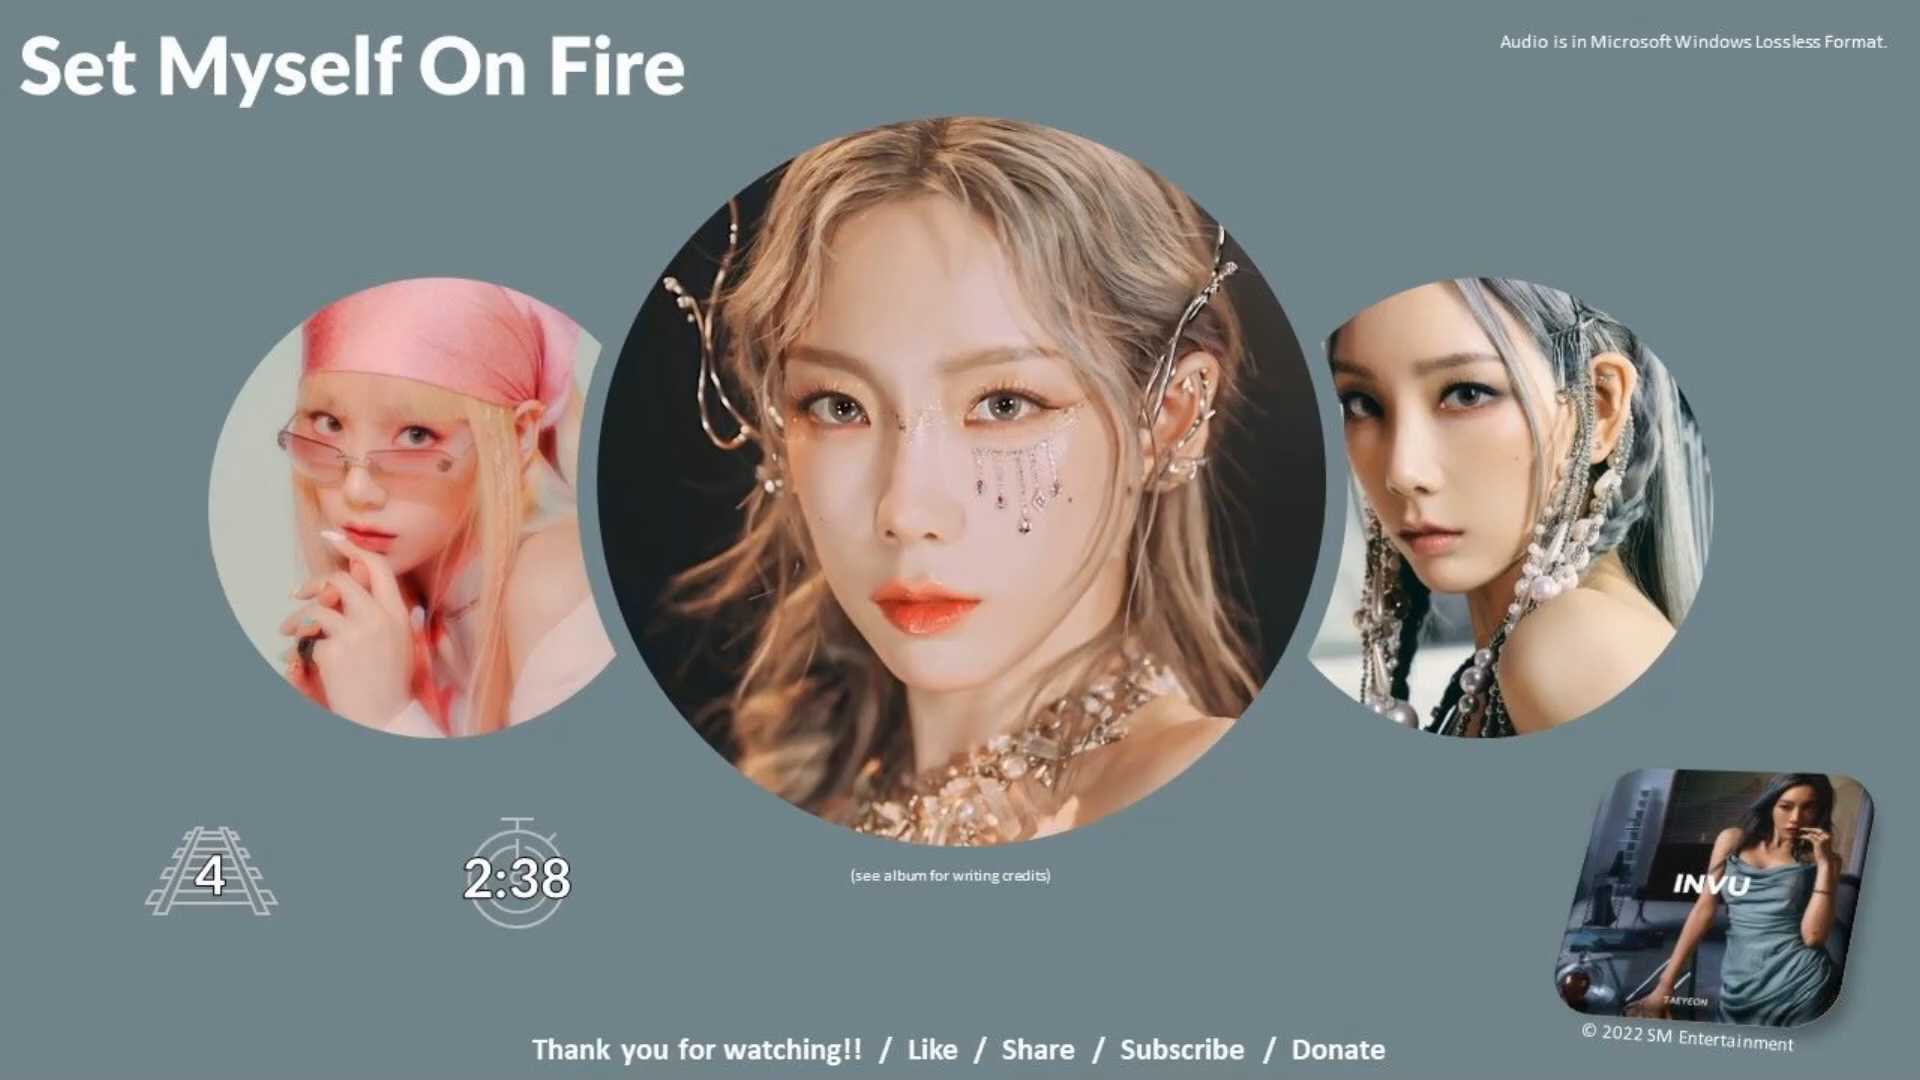 Set Myself On Fire
Audio is in Microsoft Windows Lossless Format.
4
2:38
(see album for writing credits)
INVU
TAEYEON
© 2022 SM Entertainment
Thank you for watching!! / Like / Share / Subscribe / Donate